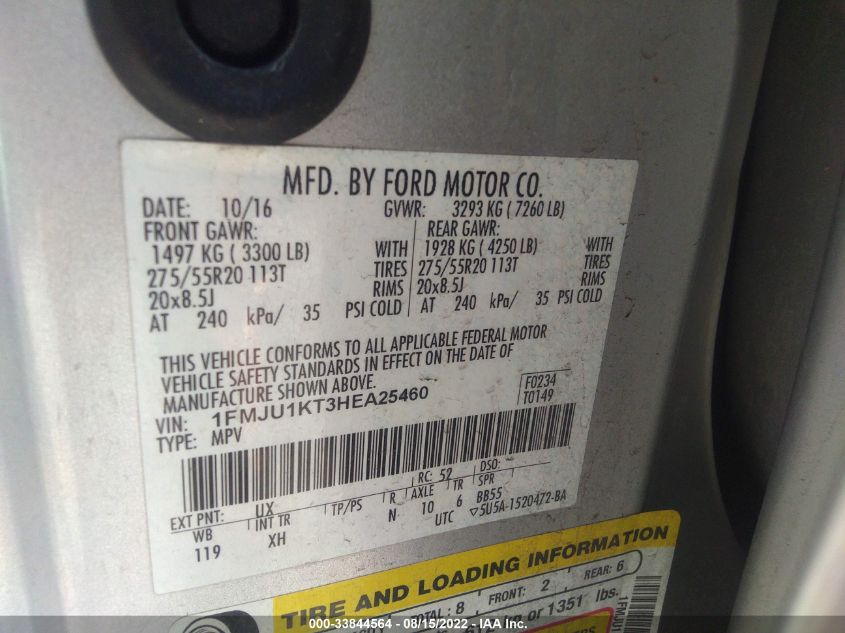 MFD. BY FORD MOTOR CO.
DATE: 10/16 GVWR: 3293 KG ( 7260 LB)
FRONT GAWR: REAR GAWR:
1497 KG ( 3300 LB) WITH 1928 KG ( 4250 LB) WITH
275/55R20 113T TIRES 275/55R20 113T TIRES
20x8.5J RIMS 20x8.5J RIMS
AT 240 kPa/ 35 PSI COLD AT 240 kPa/ 35 PSI COLD
THIS VEHICLE CONFORMS TO ALL APPLICABLE FEDERAL MOTOR
VEHICLE SAFETY STANDARDS IN EFFECT ON THE DATE OF
MANUFACTURE SHOWN ABOVE.
VIN: 1FMJU1KT3HEA25460
TYPE: MPV
F0234
T0149
RC: 52 DSO: -
EXT PNT: UX
WB INT TR TP/PS R AXLE TR SPR
119 XH N 10 6 BB55
UTC ▽5U5A-1520472-BA
TIRE AND LOADING INFORMATION
TOTAL: 8 FRONT: 2 REAR: 6
or 1351 lbs.
00-33844564 - 08/15/2022 - IAA Inc.